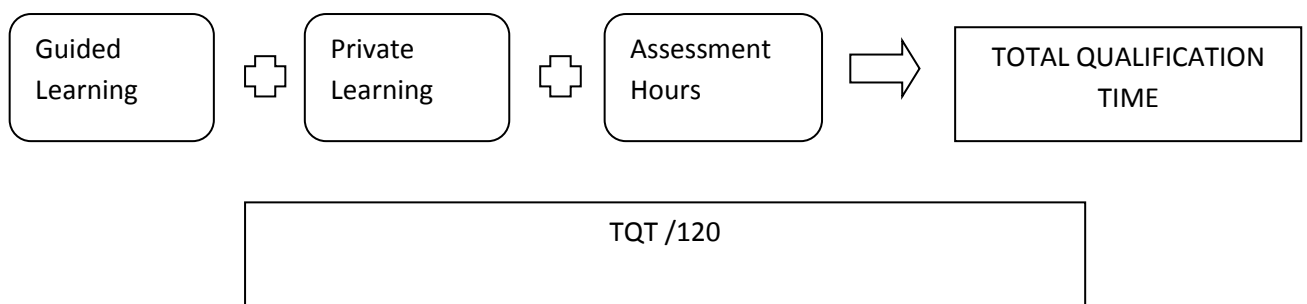 Guided
Learning
Private
Learning
Assessment
Hours
TOTAL QUALIFICATION
TIME
TQT /120